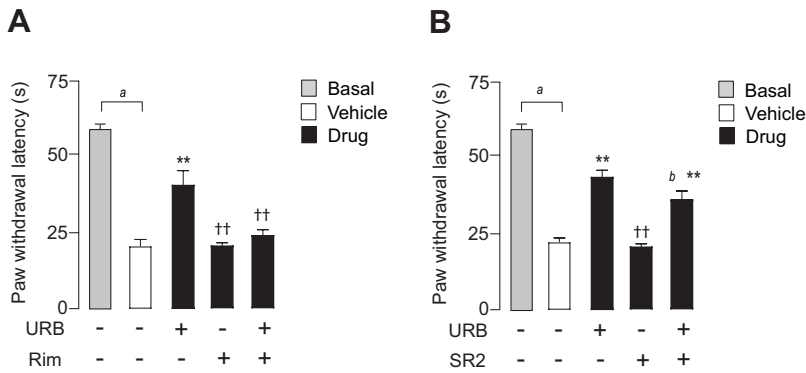 A
Paw withdrawal latency (s)
75
50
25
0
a
**
††
††
Basal
Vehicle
Drug
URB - - + - +
Rim - - - + +
B
Paw withdrawal latency (s)
75
50
25
0
a
**
††
b **
Basal
Vehicle
Drug
URB - - + - +
SR2 - - - + +